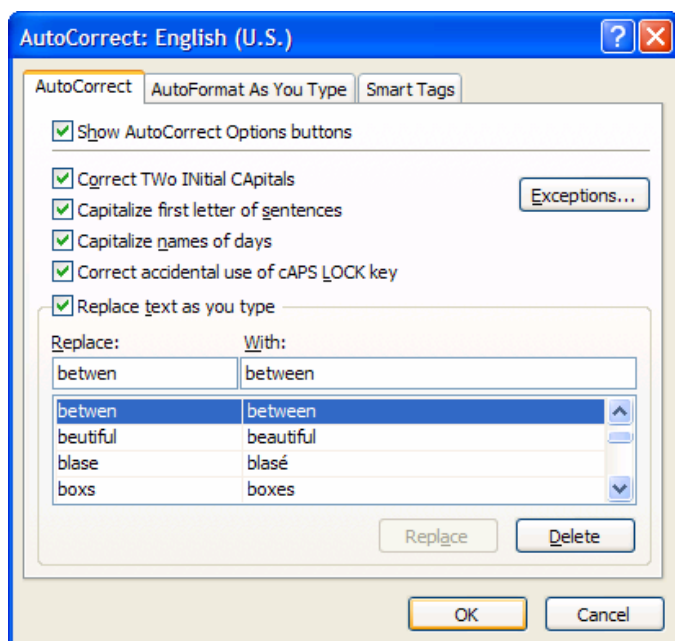 AutoCorrect: English (U.S.)
AutoCorrect AutoFormat As You Type Smart Tags
Show AutoCorrect Options buttons
Correct TWo INitial CApitals
Exceptions...
Capitalize first letter of sentences
Capitalize names of days
Correct accidental use of cAPS LOCK key
Replace text as you type
Replace: With:
betwen between
betwen between
beutiful beautiful
blase blasé
boxs boxes
Replace Delete
OK Cancel